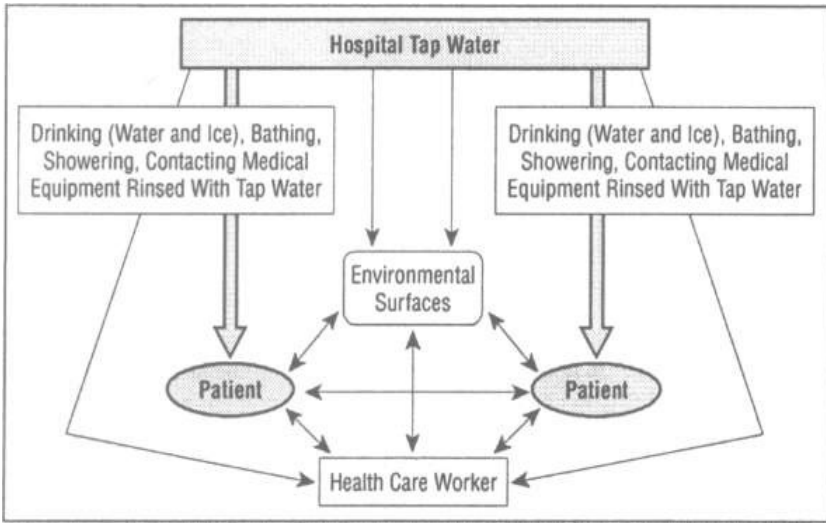 Hospital Tap Water
Drinking (Water and Ice), Bathing,
Showering, Contacting Medical
Equipment Rinsed With Tap Water
Drinking (Water and Ice), Bathing,
Showering, Contacting Medical
Equipment Rinsed With Tap Water
Environmental
Surfaces
Patient
Patient
Health Care Worker